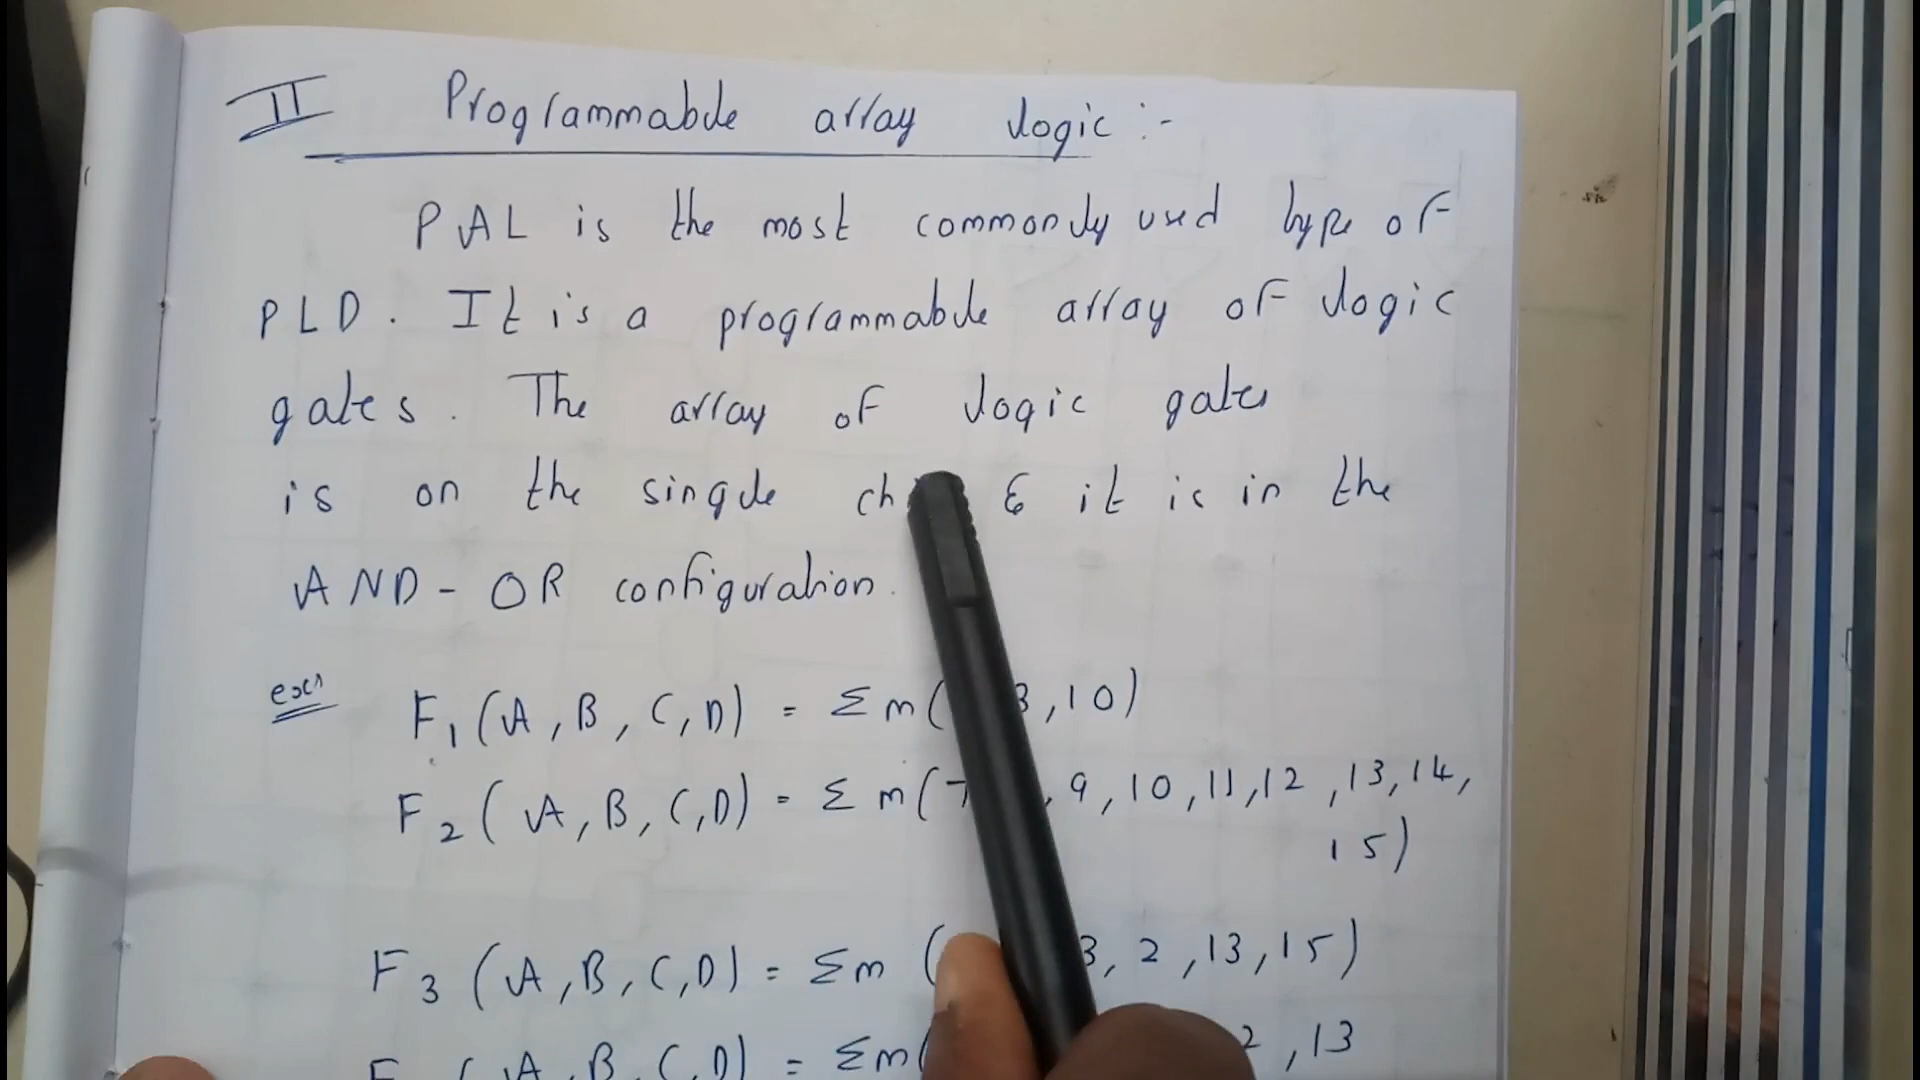 II Programmable array logic :-
PAL is the most commonly used type of
PLD. It is a programmable array of logic
gates. The array of logic gates
is on the single ch & it is in the
AND - OR configuration.
ex:
F1 (A, B, C, D) = Σm ( 3, 10)
F2 (A, B, C, D) = Σm (7 , 9, 10, 11, 12, 13, 14,
15)
F3 (A, B, C, D) = Σm ( 3, 2, 13, 15)
F (A, B, C, D) = Σm( 2, 13